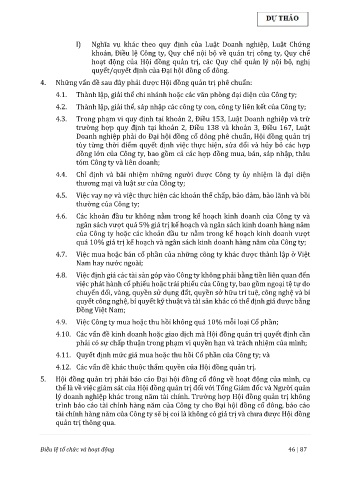 DỰ THẢO
l) Nghĩa vụ khác theo quy định của Luật Doanh nghiệp, Luật Chứng
khoán, Điều lệ Công ty, Quy chế nội bộ về quản trị công ty, Quy chế
hoạt động của Hội đồng quản trị, các Quy chế quản lý nội bộ, nghị
quyết/quyết định của Đại hội đồng cổ đông.
4. Những vấn đề sau đây phải được Hội đồng Quản trị phê chuẩn:
4.1. Thành lập, giải thể chi nhánh hoặc các văn phòng đại diện của Công ty;
4.2. Thành lập, giải thể, sáp nhập các công ty con, công ty liên kết của Công ty;
4.3. Trong phạm vi quy định tại khoản 2, Điều 153, Luật Doanh nghiệp và trừ
trường hợp quy định tại khoản 2, Điều 138 và khoản 3, Điều 167, Luật
Doanh nghiệp phải do Đại hội đồng cổ đông phê chuẩn, Hội đồng quản trị
tùy từng thời điểm quyết định việc thực hiện, sửa đổi và hủy bỏ các hợp
đồng lớn của Công ty, bao gồm cả các hợp đồng mua, bán, sáp nhập, thâu
tóm Công ty và liên doanh;
4.4. Chỉ định và bãi nhiệm những người được Công ty ủy nhiệm là đại diện
thương mại và luật sư của Công ty;
4.5. Việc vay nợ và việc thực hiện các khoản thế chấp, bảo đảm, bảo lãnh và bồi
thường của Công ty;
4.6. Các khoản đầu tư không nằm trong kế hoạch kinh doanh của Công ty và
ngân sách vượt quá 5% giá trị kế hoạch và ngân sách kinh doanh hàng năm
của Công ty hoặc các khoản đầu tư nằm trong kế hoạch kinh doanh vượt
quá 10% giá trị kế hoạch và ngân sách kinh doanh hàng năm của Công ty;
4.7. Việc mua hoặc bán cổ phần của những công ty khác được thành lập ở Việt
Nam hay nước ngoài;
4.8. Việc định giá các tài sản góp vào Công ty không phải bằng tiền liên quan đến
việc phát hành cổ phiếu hoặc trái phiếu của Công ty, bao gồm ngoại tệ tự do
chuyển đổi, vàng, quyền sử dụng đất, quyền sở hữu trí tuệ, công nghệ và bí
quyết công nghệ, bí quyết kỹ thuật và tài sản khác có thể định giá được bằng
Đồng Việt Nam;
4.9. Việc Công ty mua hoặc thu hồi không quá 10% mỗi loại Cổ phần;
4.10. Các vấn đề kinh doanh hoặc giao dịch mà Hội đồng quản trị quyết định cần
phải có sự chấp thuận trong phạm vi quyền hạn và trách nhiệm của mình;
4.11. Quyết định mức giá mua hoặc thu hồi Cổ phần của Công ty; và
4.12. Các vấn đề khác thuộc thẩm quyền của Hội đồng quản trị.
5. Hội đồng quản trị phải báo cáo Đại hội đồng cổ đông về hoạt động của mình, cụ
thể là về việc giám sát của Hội đồng quản trị đối với Tổng Giám đốc và Người quản
lý doanh nghiệp khác trong năm tài chính. Trường hợp Hội đồng quản trị không
trình báo cáo tài chính hàng năm của Công ty cho Đại hội đồng cổ đông, báo cáo
tài chính hàng năm của Công ty sẽ bị coi là không có giá trị và chưa được Hội đồng
quản trị thông qua.
Điều lệ tổ chức và hoạt động 46 | 87